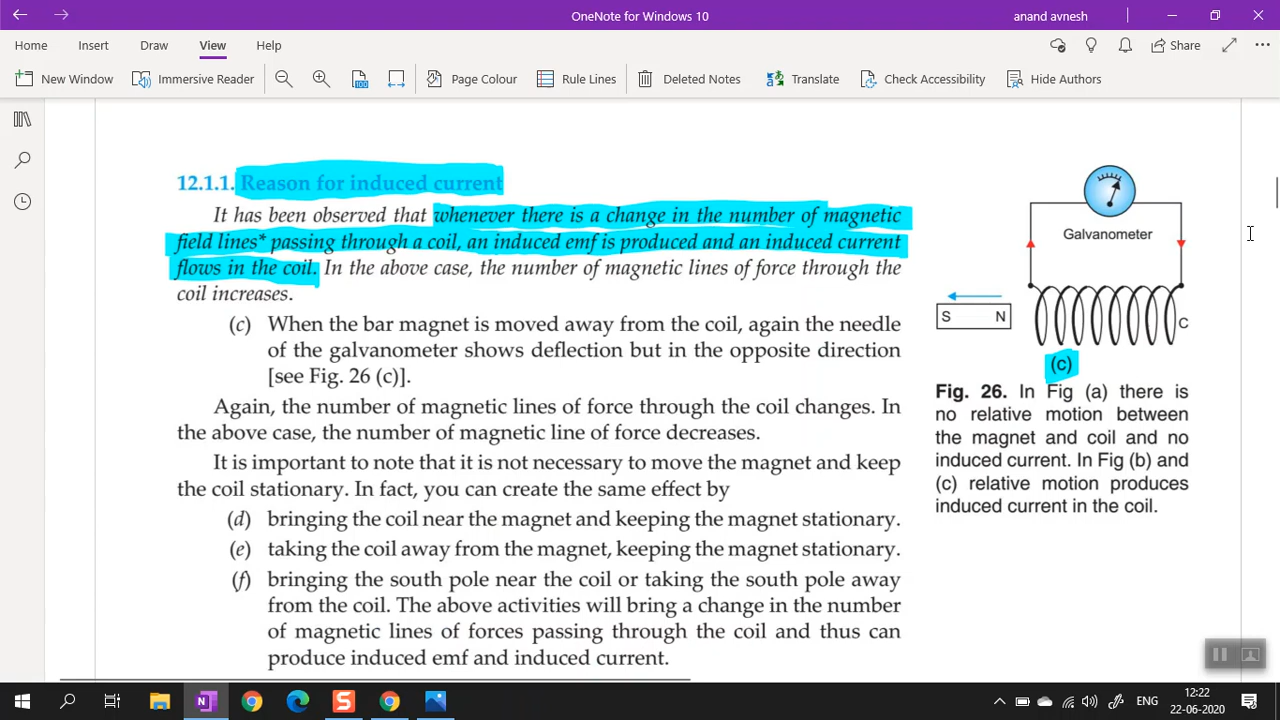 OneNote for Windows 10
anand avnesh
Home Insert Draw View Help
Share
New Window Immersive Reader Page Colour Rule Lines Deleted Notes Translate Check Accessibility Hide Authors
12.1.1. Reason for induced current
It has been observed that whenever there is a change in the number of magnetic
field lines* passing through a coil, an induced emf is produced and an induced current
flows in the coil. In the above case, the number of magnetic lines of force through the
coil increases.
(c) When the bar magnet is moved away from the coil, again the needle
of the galvanometer shows deflection but in the opposite direction
[see Fig. 26 (c)].
Again, the number of magnetic lines of force through the coil changes. In
the above case, the number of magnetic line of force decreases.
It is important to note that it is not necessary to move the magnet and keep
the coil stationary. In fact, you can create the same effect by
(d) bringing the coil near the magnet and keeping the magnet stationary.
(e) taking the coil away from the magnet, keeping the magnet stationary.
(f) bringing the south pole near the coil or taking the south pole away
from the coil. The above activities will bring a change in the number
of magnetic lines of forces passing through the coil and thus can
produce induced emf and induced current.
Galvanometer
S N
C
(c)
Fig. 26. In Fig (a) there is
no relative motion between
the magnet and coil and no
induced current. In Fig (b) and
(c) relative motion produces
induced current in the coil.
ENG
12:22
22-06-2020